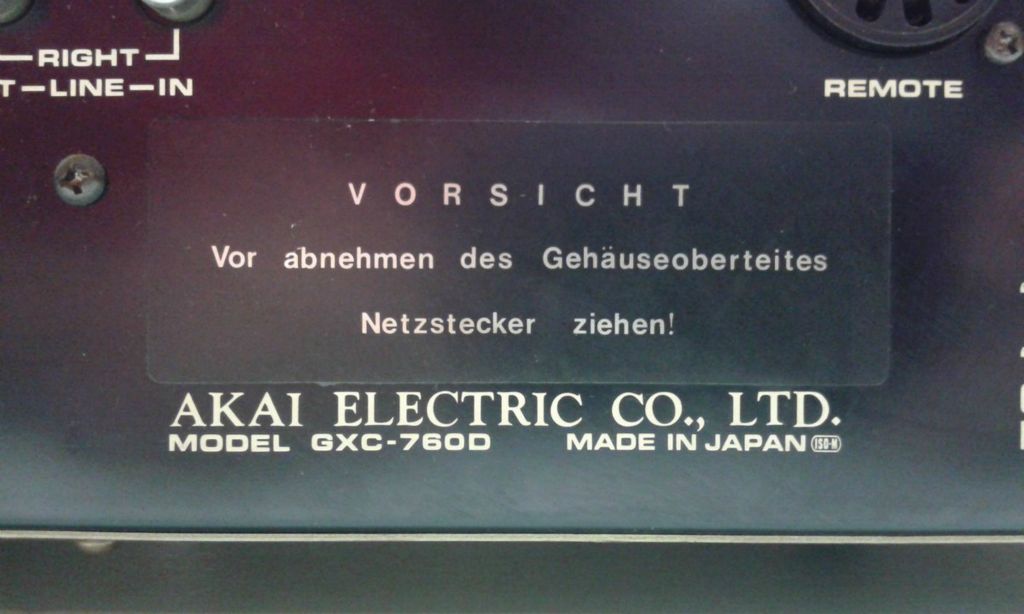 RIGHT
T-LINE-IN
REMOTE
VORSICHT
Vor abnehmen des Gehäuseoberteites
Netzstecker ziehen!
AKAI ELECTRIC CO., LTD.
MODEL GXC-760D MADE IN JAPAN